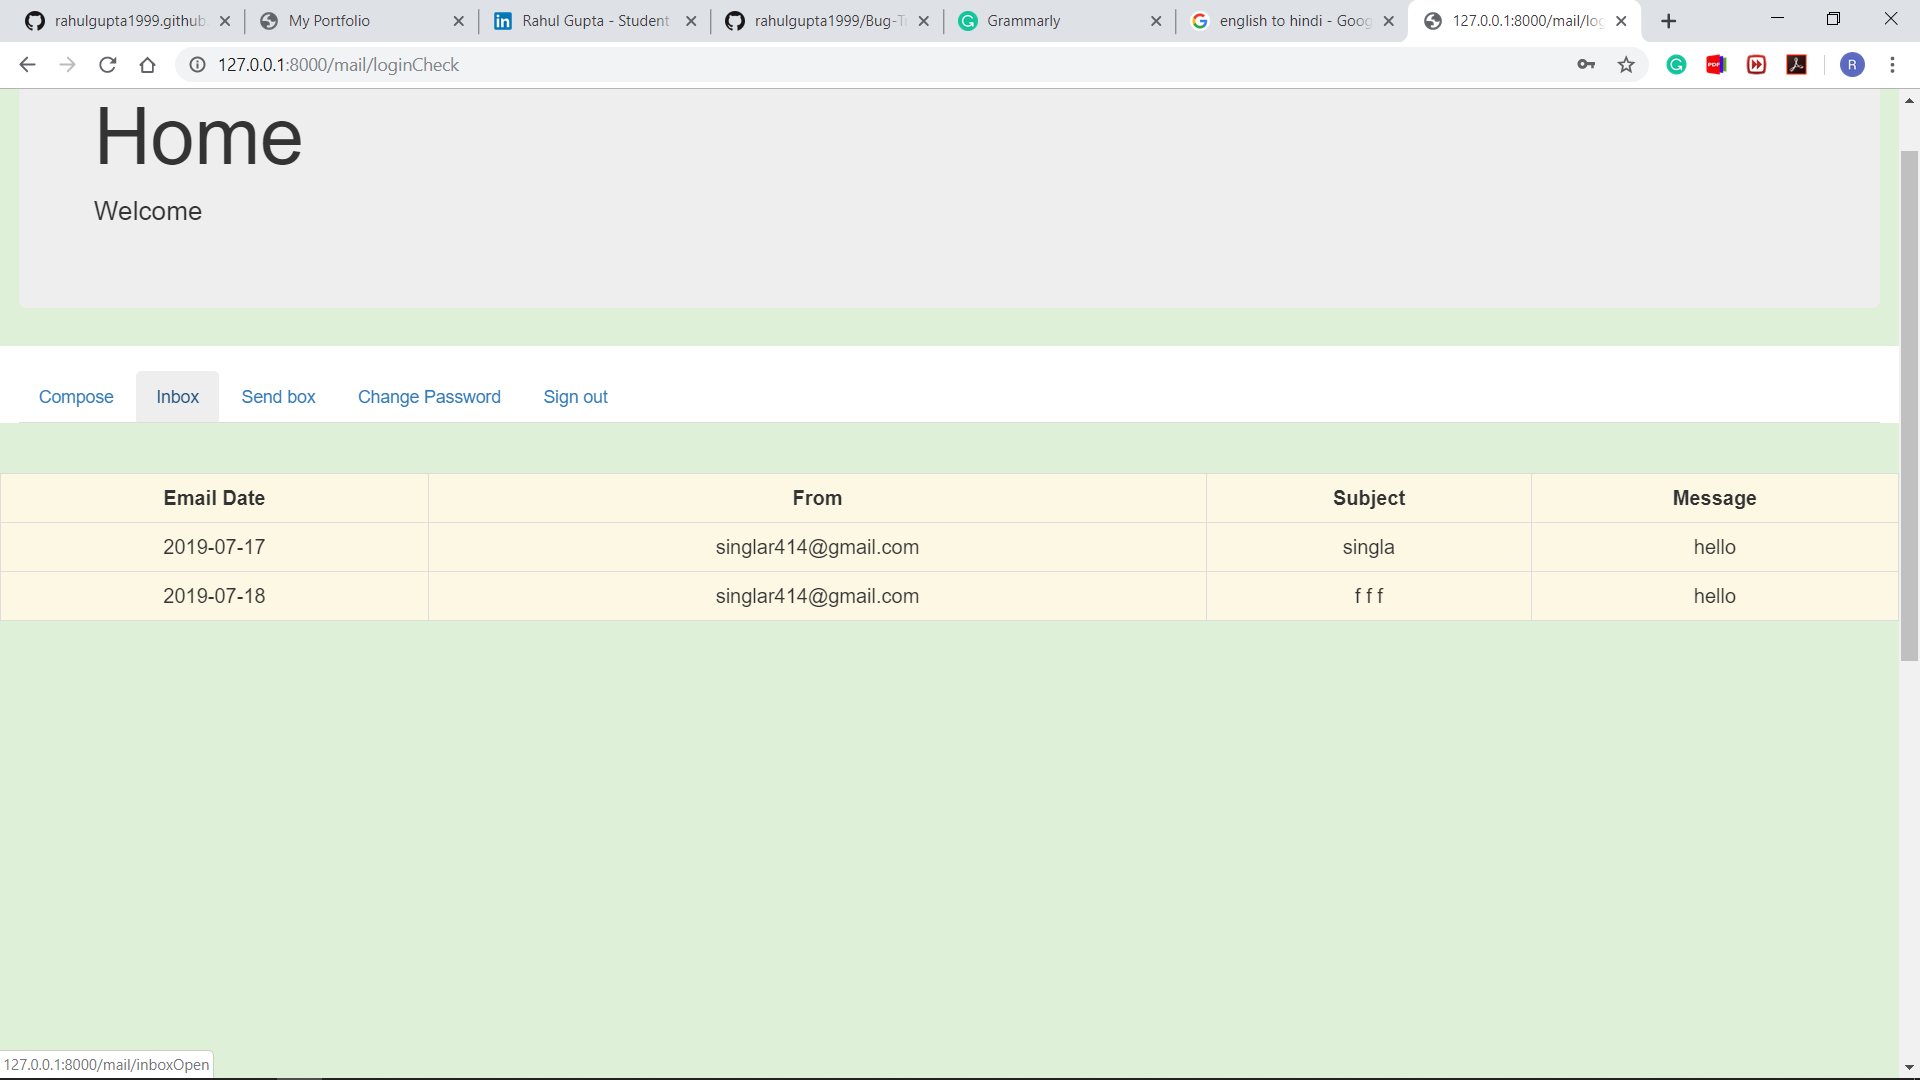 rahulgupta1999.github
My Portfolio
Rahul Gupta - Student
rahulgupta1999/Bug-Tr
Grammarly
english to hindi - Goog
127.0.0.1:8000/mail/log
127.0.0.1:8000/mail/loginCheck
PDF
R
Home
Welcome
Compose Inbox Send box Change Password Sign out
Email Date From Subject Message
2019-07-17 singlar414@gmail.com singla hello
2019-07-18 singlar414@gmail.com f f f hello
127.0.0.1:8000/mail/inboxOpen